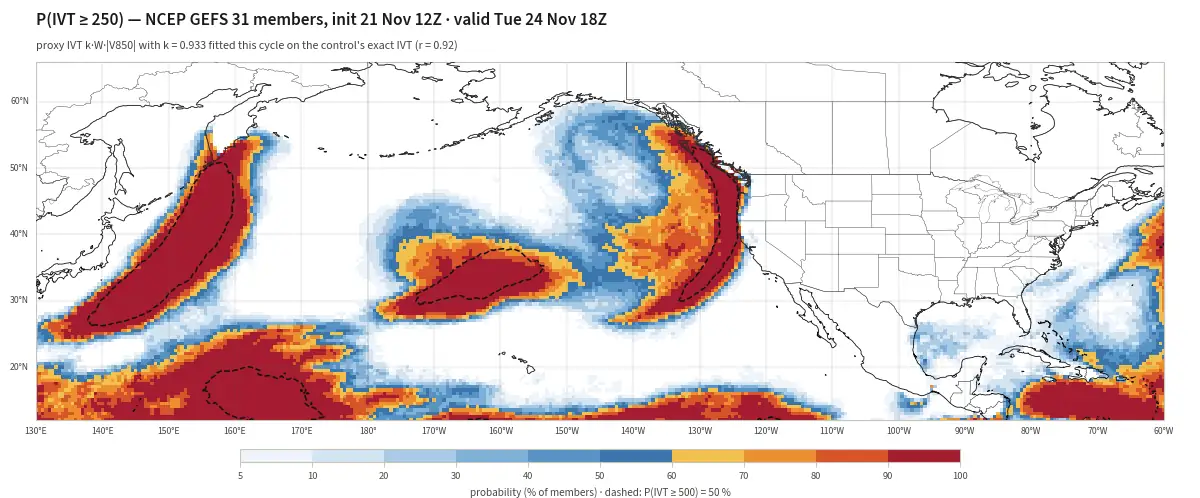 P(IVT ≥ 250) — NCEP GEFS 31 members, init 21 Nov 12Z · valid Tue 24 Nov 18Z
proxy IVT k·W·|V850| with k = 0.933 fitted this cycle on the control's exact IVT (r = 0.92)
60°N
50°N
40°N
30°N
20°N
130°E 140°E 150°E 160°E 170°E 180° 170°W 160°W 150°W 140°W 130°W 120°W 110°W 100°W 90°W 80°W 70°W 60°W
5 10 20 30 40 50 60 70 80 90 100
probability (% of members) · dashed: P(IVT ≥ 500) = 50 %